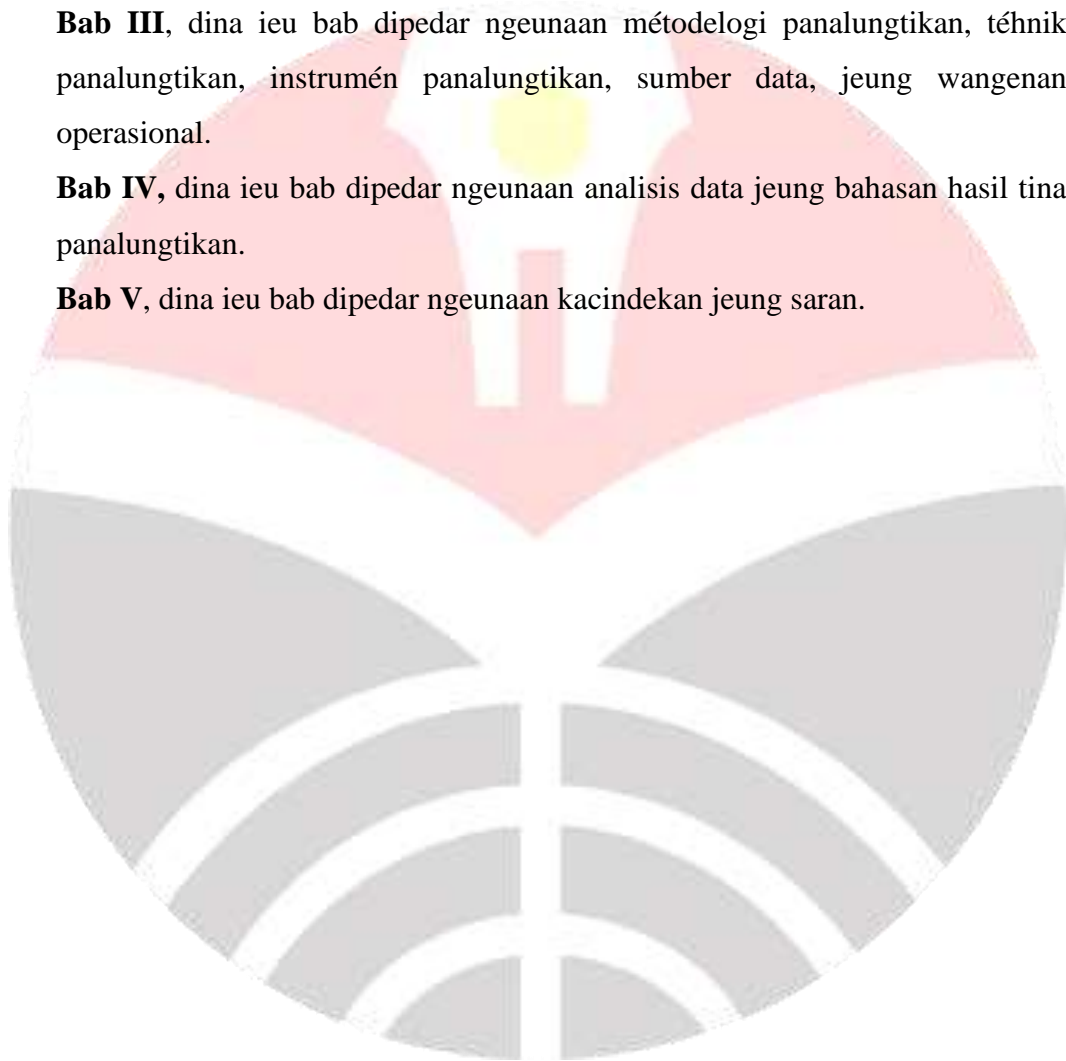 Bab III, dina ieu bab dipedar ngeunaan métodelogi panalungtikan, téhnik
panalungtikan, instrumén panalungtikan, sumber data, jeung wangenan
operasional.
Bab IV, dina ieu bab dipedar ngeunaan analisis data jeung bahasan hasil tina
panalungtikan.
Bab V, dina ieu bab dipedar ngeunaan kacindekan jeung saran.